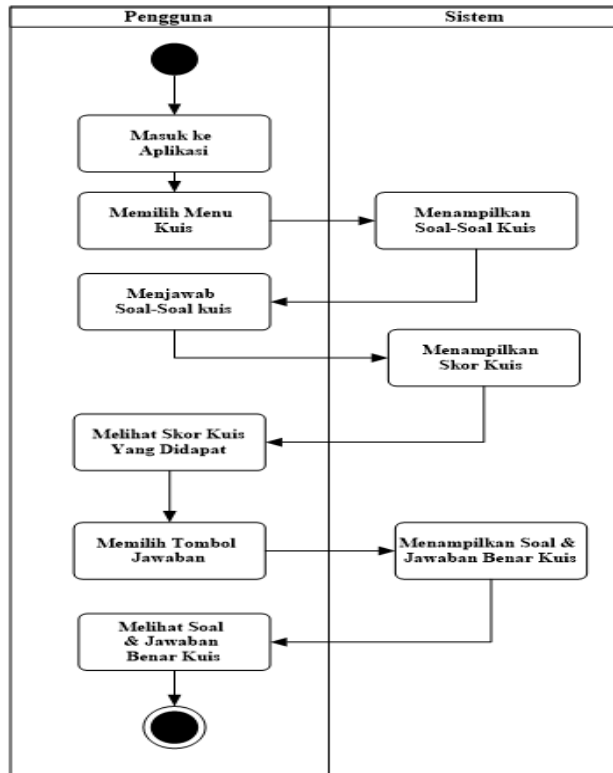 Pengguna
Sistem
Masuk ke
Aplikasi
Memilih Menu
Kuis
Menampilkan
Soal-Soal Kuis
Menjawab
Soal-Soal kuis
Menampilkan
Skor Kuis
Melihat Skor Kuis
Yang Didapat
Memilih Tombol
Jawaban
Menampilkan Soal &
Jawaban Benar Kuis
Melihat Soal
& Jawaban
Benar Kuis